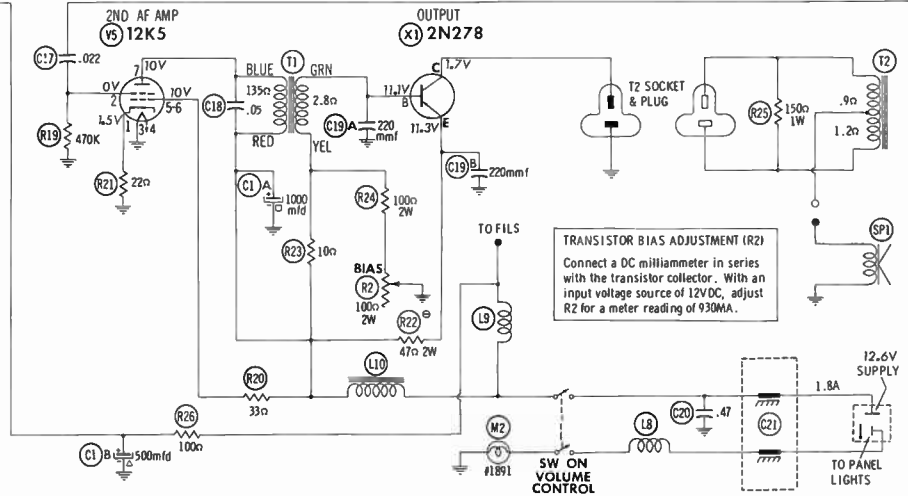 2ND AF AMP
V5 12K5
OUTPUT
X1 2N278
C17 .022
7 10V
0V
2
10V
5-6
1.5V
1 3+4
R19 470K
R21 22Ω
C18 .05
BLUE
T1
GRN
135Ω
2.8Ω
RED
YEL
C19 A 220 mmf
11.1V
B
C 1.7V
11.3V E
C19 B 220mmf
T2 SOCKET
& PLUG
R25 150Ω
1W
T2
.9Ω
1.2Ω
SP1
C1 A 1000
mfd
R24 100Ω
2W
R23 10Ω
BIAS
R2
100Ω
2W
R22
47Ω 2W
TO FILS
L9
TRANSISTOR BIAS ADJUSTMENT (R2)
Connect a DC milliammeter in series
with the transistor collector. With an
input voltage source of 12VDC, adjust
R2 for a meter reading of 930MA.
L10
R20
33Ω
R26
100Ω
C1 B 500mfd
M2
#1891
SW ON
VOLUME
CONTROL
L8
C20 .47
C21
1.8A
12.6V
SUPPLY
TO PANEL
LIGHTS